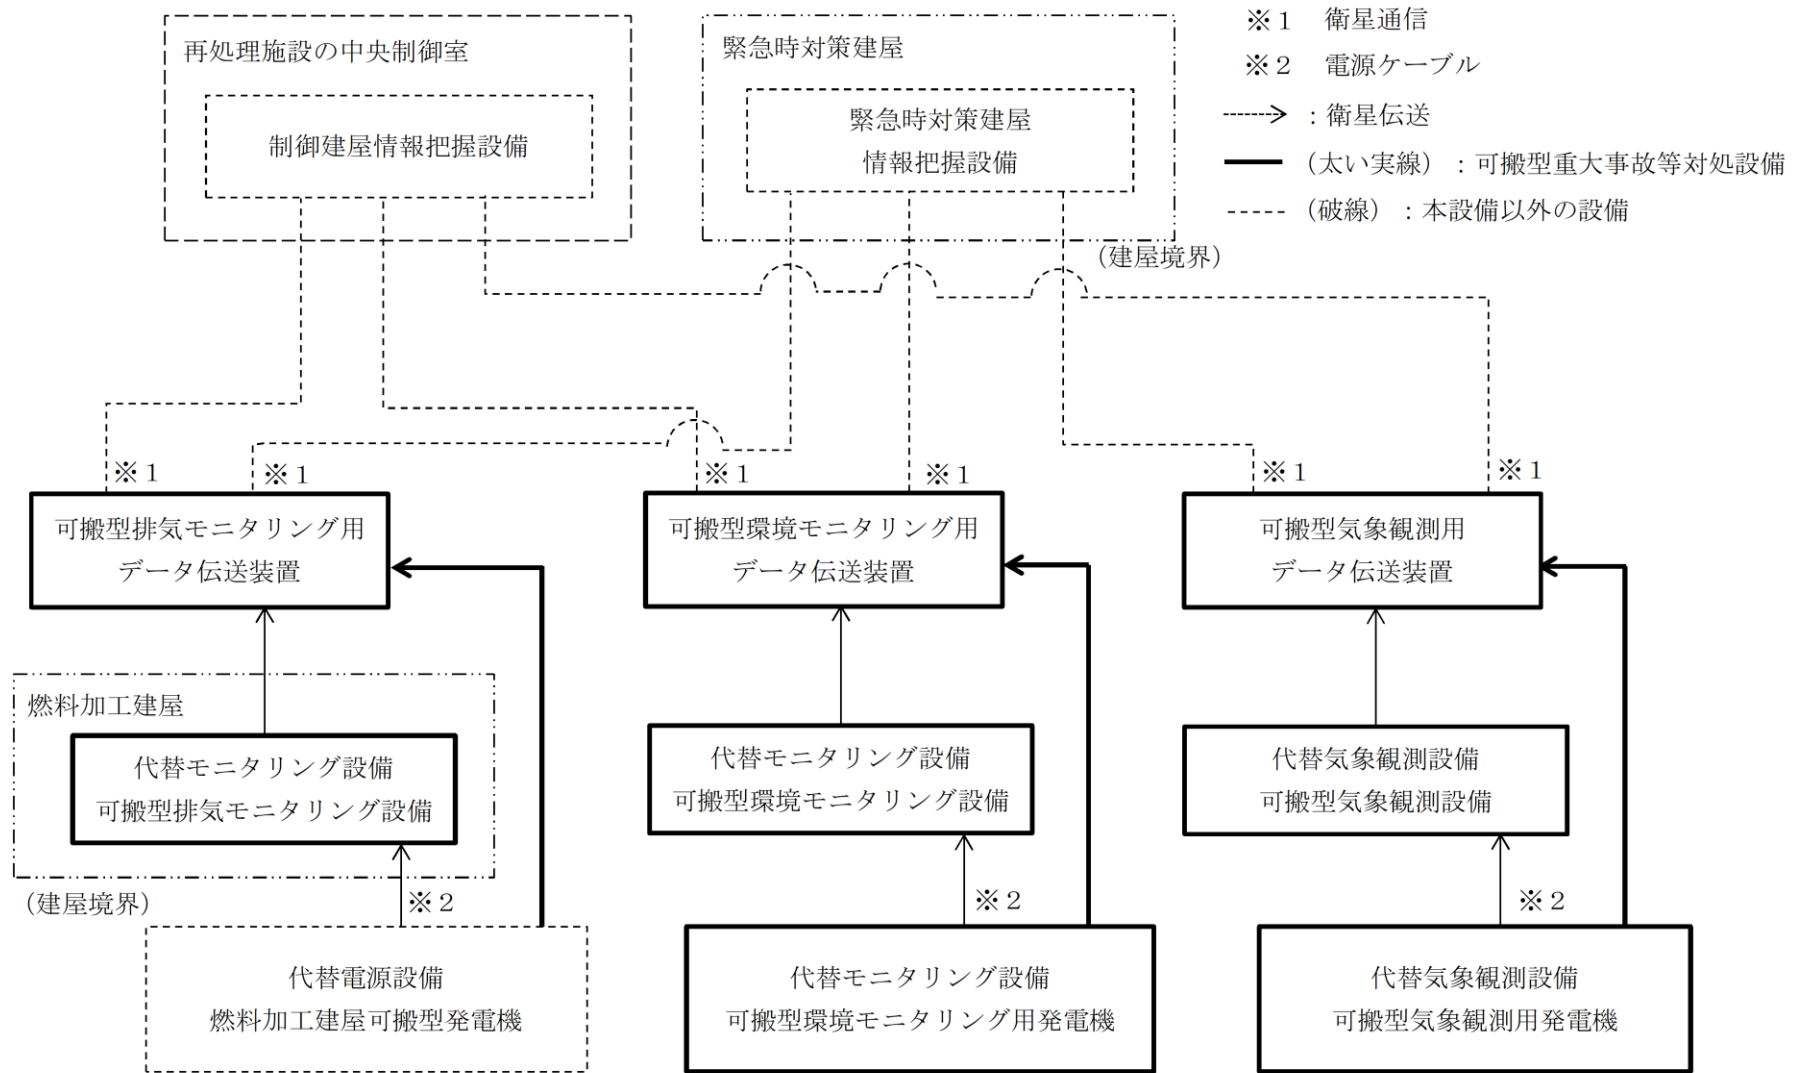 再処理施設の中央制御室
制御建屋情報把握設備
緊急時対策建屋
緊急時対策建屋
情報把握設備
(建屋境界)
※1 衛星通信
※2 電源ケーブル
:衛星伝送
(太い実線):可搬型重大事故等対処設備
(破線):本設備以外の設備
※1
※1
※1
※1
※1
※1
可搬型排気モニタリング用
データ伝送装置
可搬型環境モニタリング用
データ伝送装置
可搬型気象観測用
データ伝送装置
燃料加工建屋
代替モニタリング設備
可搬型排気モニタリング設備
(建屋境界)
代替モニタリング設備
可搬型環境モニタリング設備
代替気象観測設備
可搬型気象観測設備
※2
※2
※2
代替電源設備
燃料加工建屋可搬型発電機
代替モニタリング設備
可搬型環境モニタリング用発電機
代替気象観測設備
可搬型気象観測用発電機